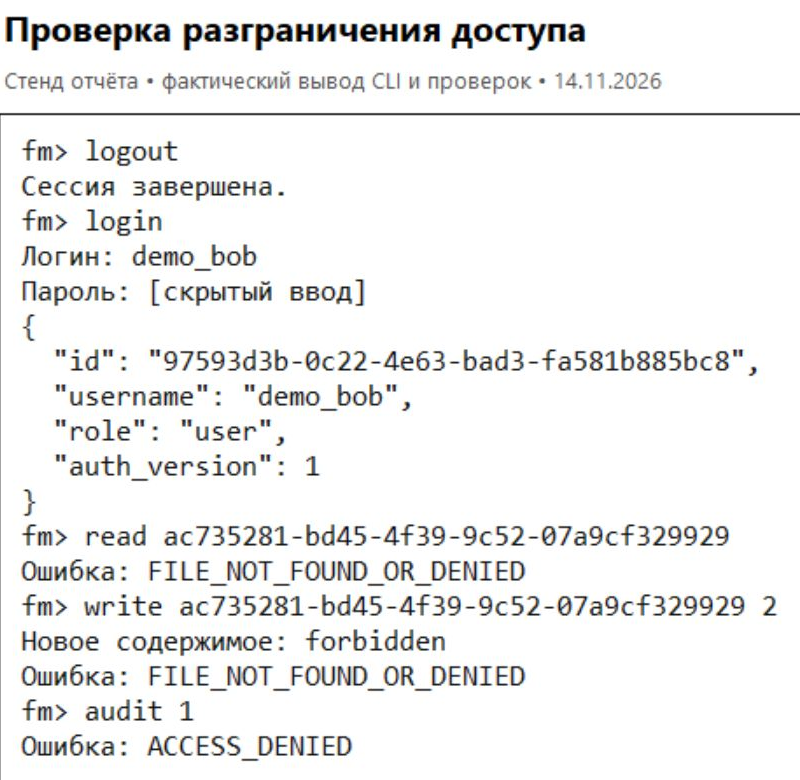 Проверка разграничения доступа
Стенд отчёта • фактический вывод CLI и проверок • 14.11.2026
fm> logout
Сессия завершена.
fm> login
Логин: demo_bob
Пароль: [скрытый ввод]
{
  "id": "97593d3b-0c22-4e63-bad3-fa581b885bc8",
  "username": "demo_bob",
  "role": "user",
  "auth_version": 1
}
fm> read ac735281-bd45-4f39-9c52-07a9cf329929
Ошибка: FILE_NOT_FOUND_OR_DENIED
fm> write ac735281-bd45-4f39-9c52-07a9cf329929 2
Новое содержимое: forbidden
Ошибка: FILE_NOT_FOUND_OR_DENIED
fm> audit 1
Ошибка: ACCESS_DENIED